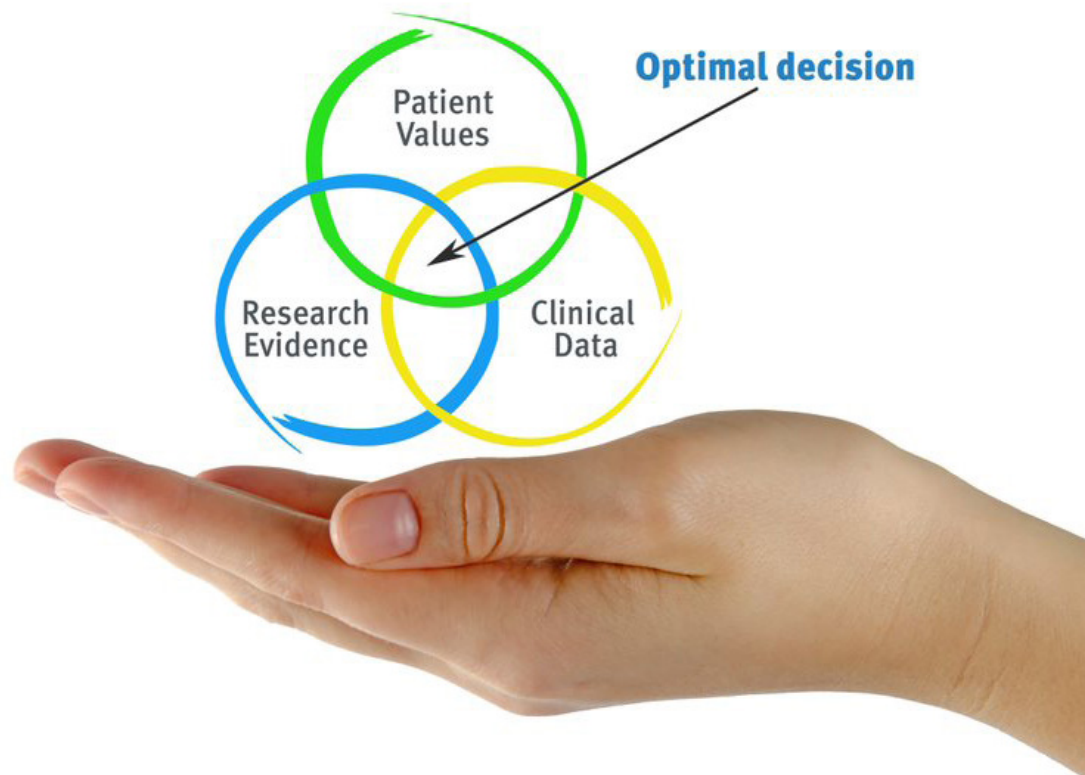 Optimal decision
Patient
Values
Research
Evidence
Clinical
Data